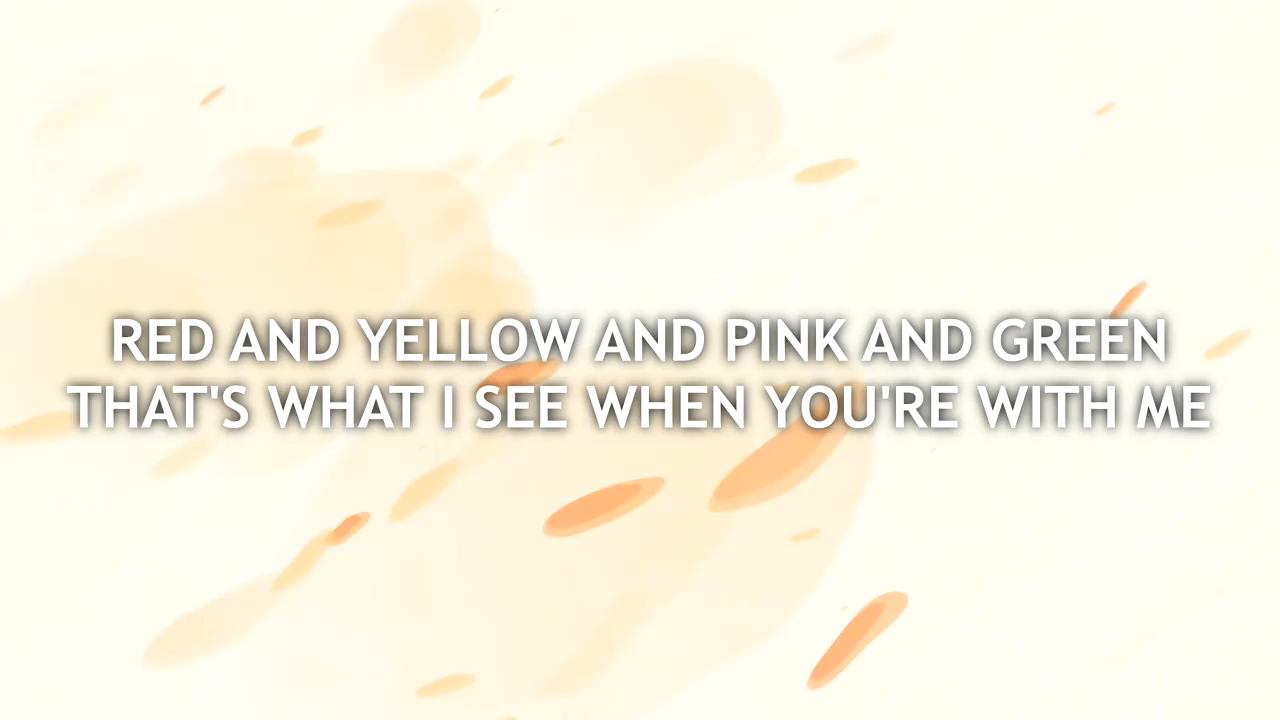 RED AND YELLOW AND PINK AND GREEN
THAT'S WHAT I SEE WHEN YOU'RE WITH ME